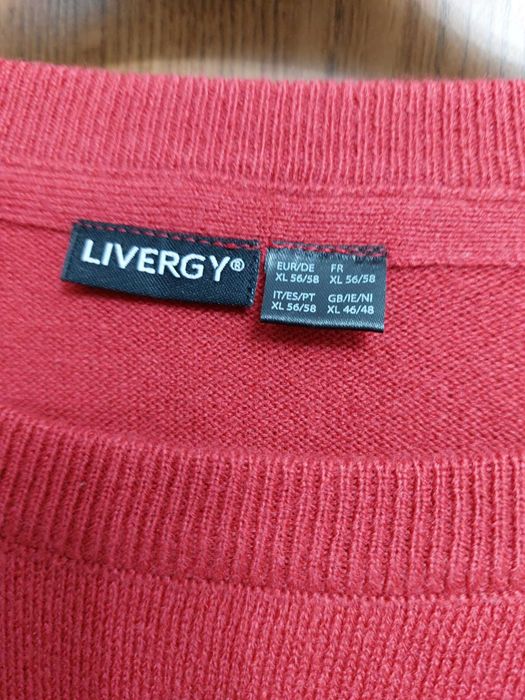 LIVERGY®
EUR/DE FR
XL 56/58 XL 56/58
IT/ES/PT GB/IE/NI
XL 56/58 XL 46/48